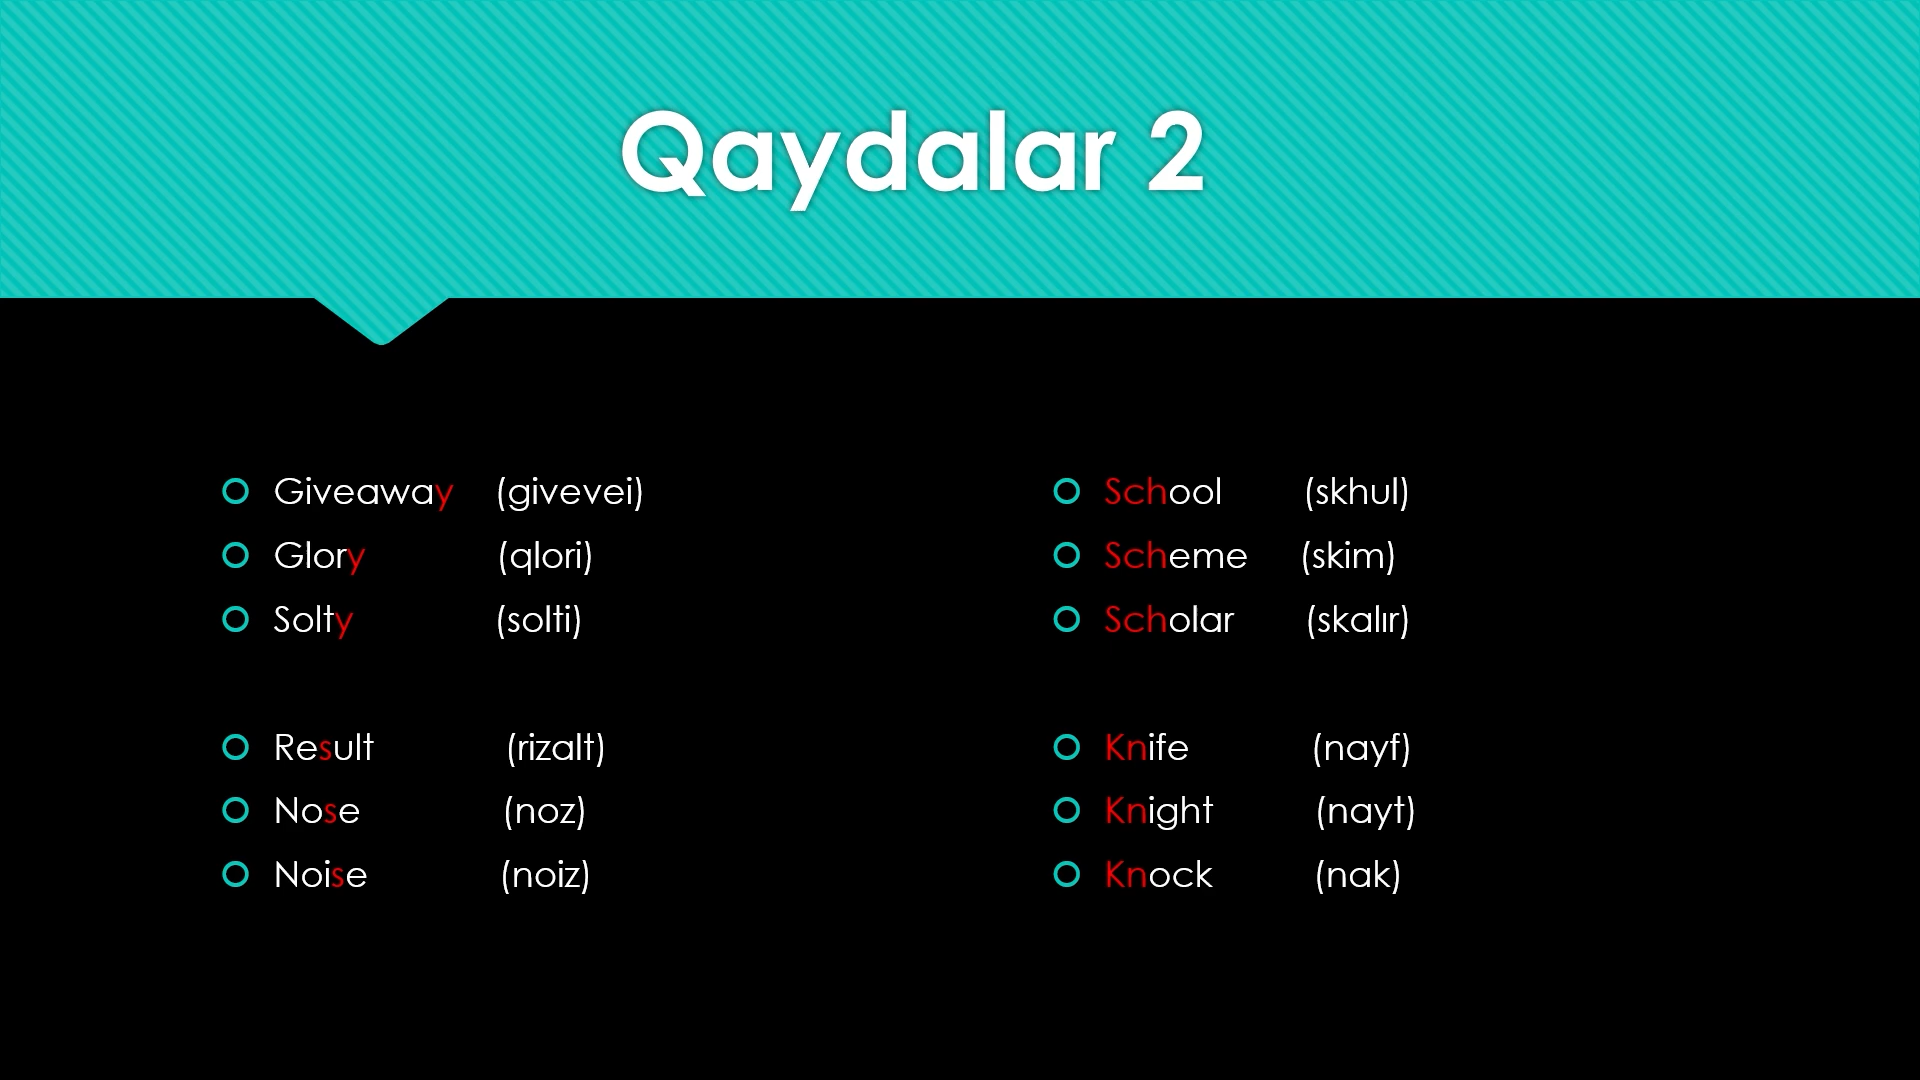 Qaydalar 2
Giveaway (givevei)
Glory (qlori)
Solty (solti)
Result (rizalt)
Nose (noz)
Noise (noiz)
School (skhul)
Scheme (skim)
Scholar (skalır)
Knife (nayf)
Knight (nayt)
Knock (nak)